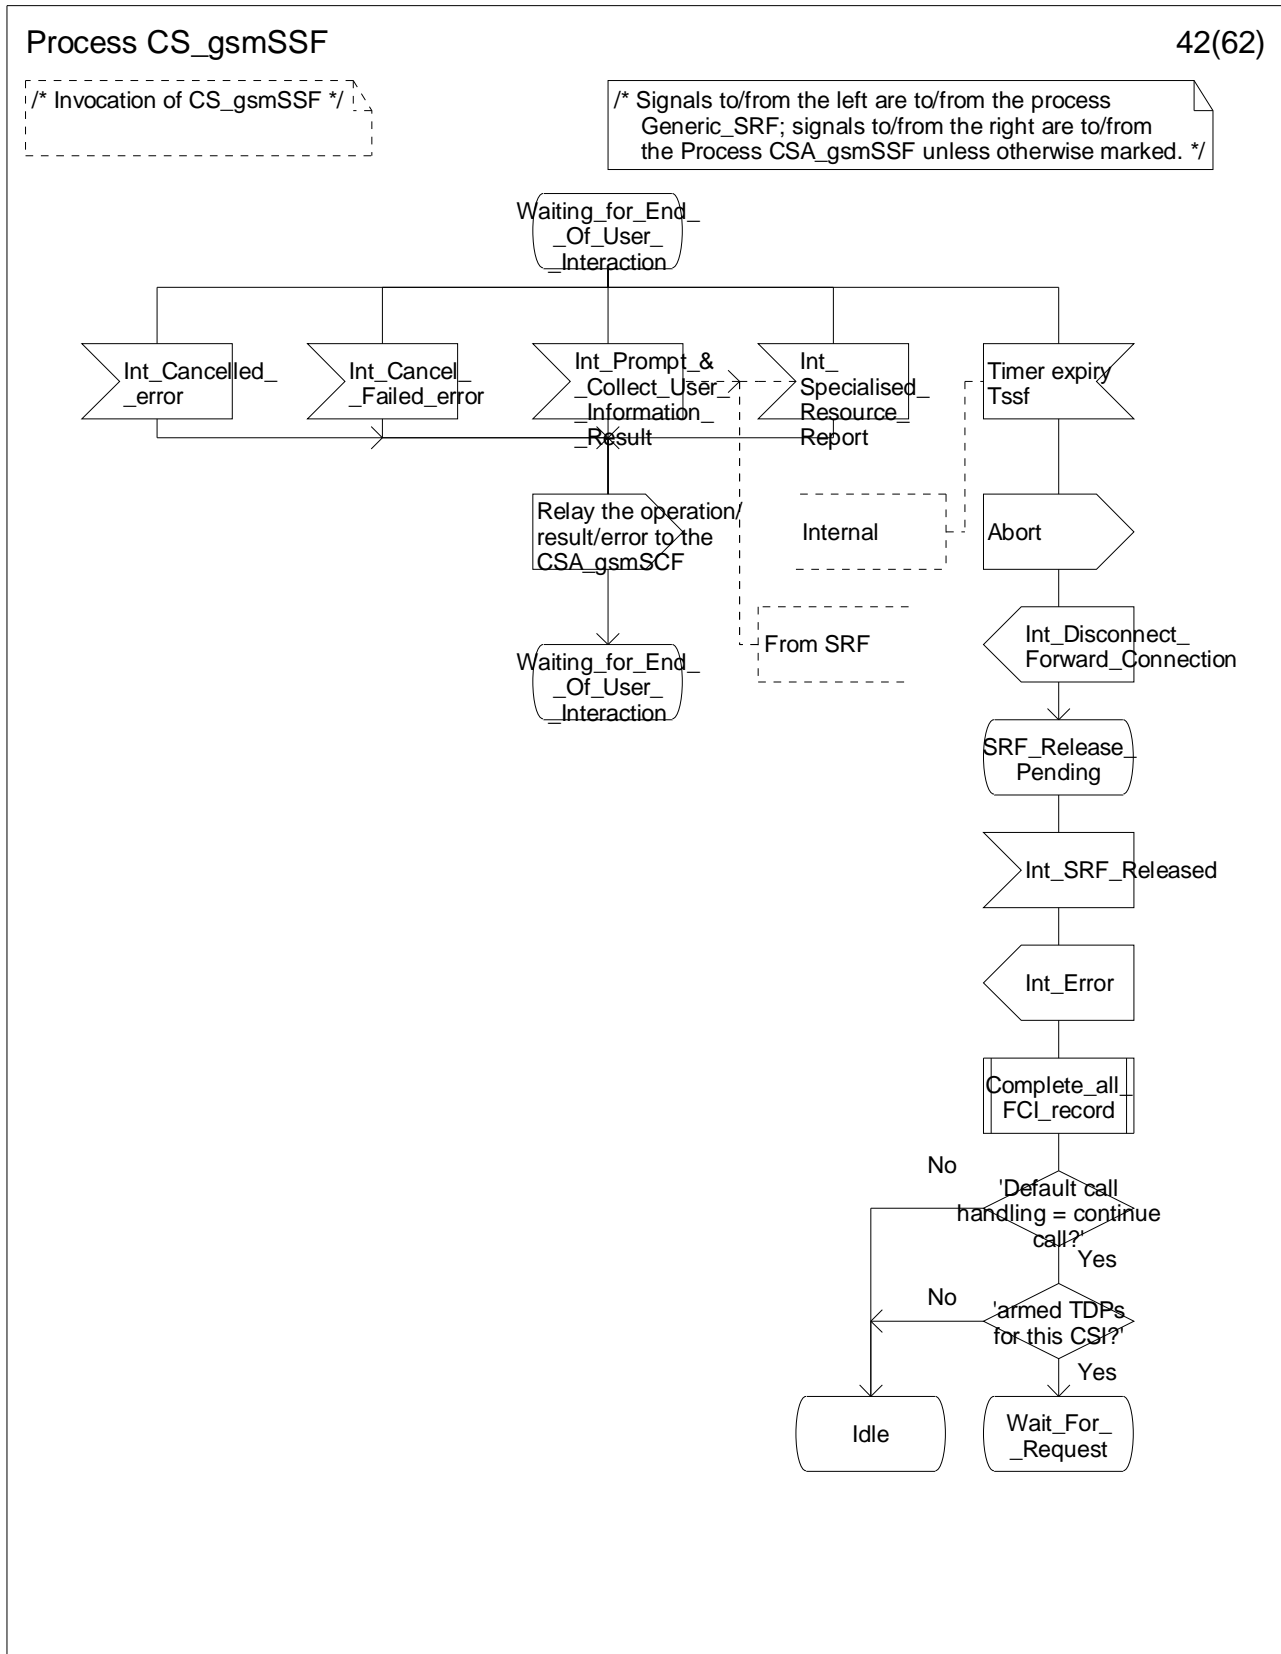 Process CS_gsmSSF
42(62)
/* Invocation of CS_gsmSSF */
/* Signals to/from the left are to/from the process
Generic_SRF; signals to/from the right are to/from
the Process CSA_gsmSSF unless otherwise marked. */
Waiting_for_End_
_Of_User_
_Interaction
Int_Cancelled_
_error
Int_Cancel_
_Failed_error
Int_Prompt_&
_Collect_User_
_Information_
_Result
Int_
Specialised_
Resource_
Report
Timer expiry
Tssf
Relay the operation/
result/error to the
CSA_gsmSCF
Internal
Abort
From SRF
Int_Disconnect_
Forward_Connection
Waiting_for_End_
_Of_User_
_Interaction
SRF_Release_
Pending
Int_SRF_Released
Int_Error
Complete_all_
FCI_record
No
'Default call
handling = continue
call?'
Yes
No
'armed TDPs
for this CSI?'
Yes
Idle
Wait_For_
_Request